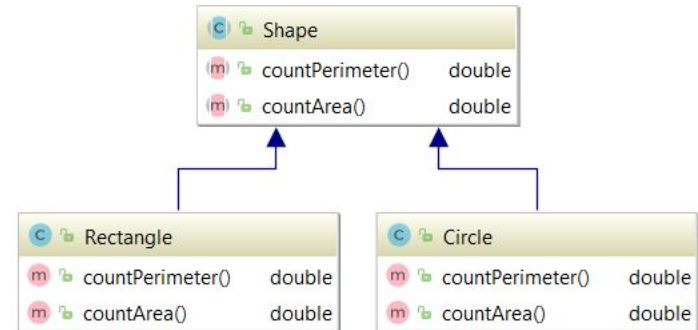 C Shape
m countPerimeter() double
m countArea() double
C Rectangle
m countPerimeter() double
m countArea() double
C Circle
m countPerimeter() double
m countArea() double